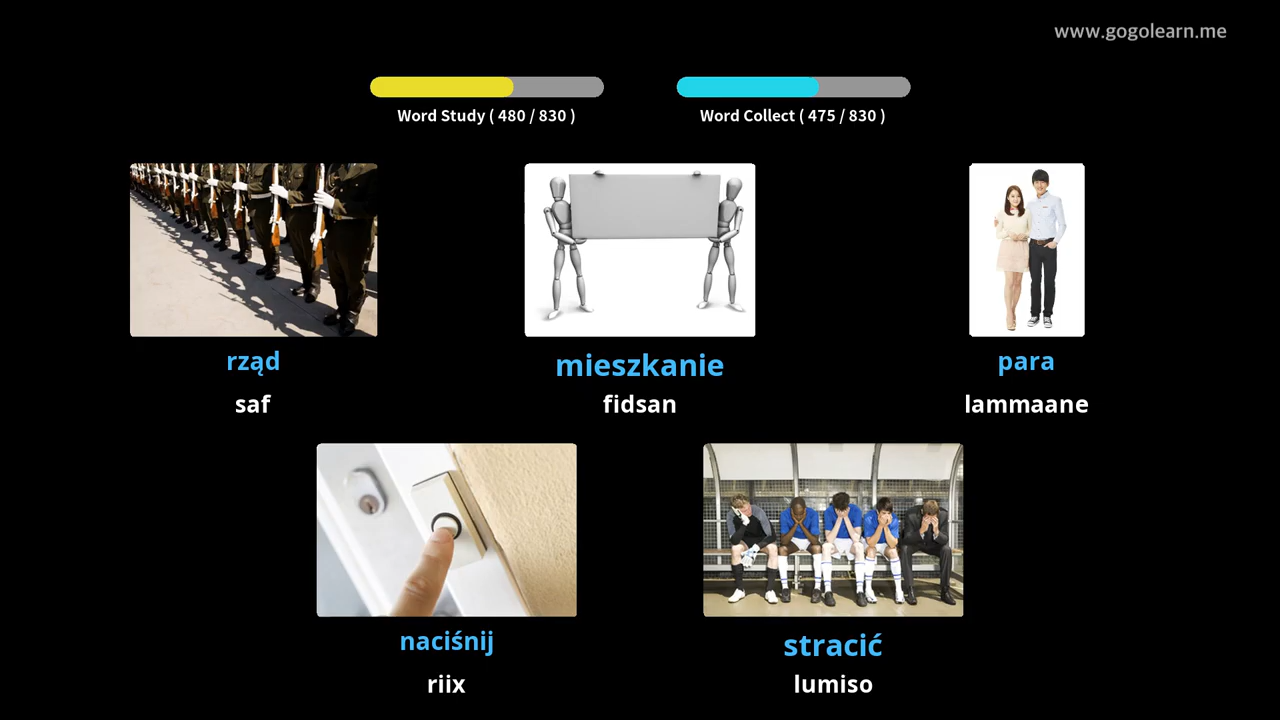 www.gogolearn.me
Word Study ( 480 / 830 )
Word Collect ( 475 / 830 )
rząd
saf
mieszkanie
fidsan
para
lammaane
naciśnij
riix
stracić
lumiso